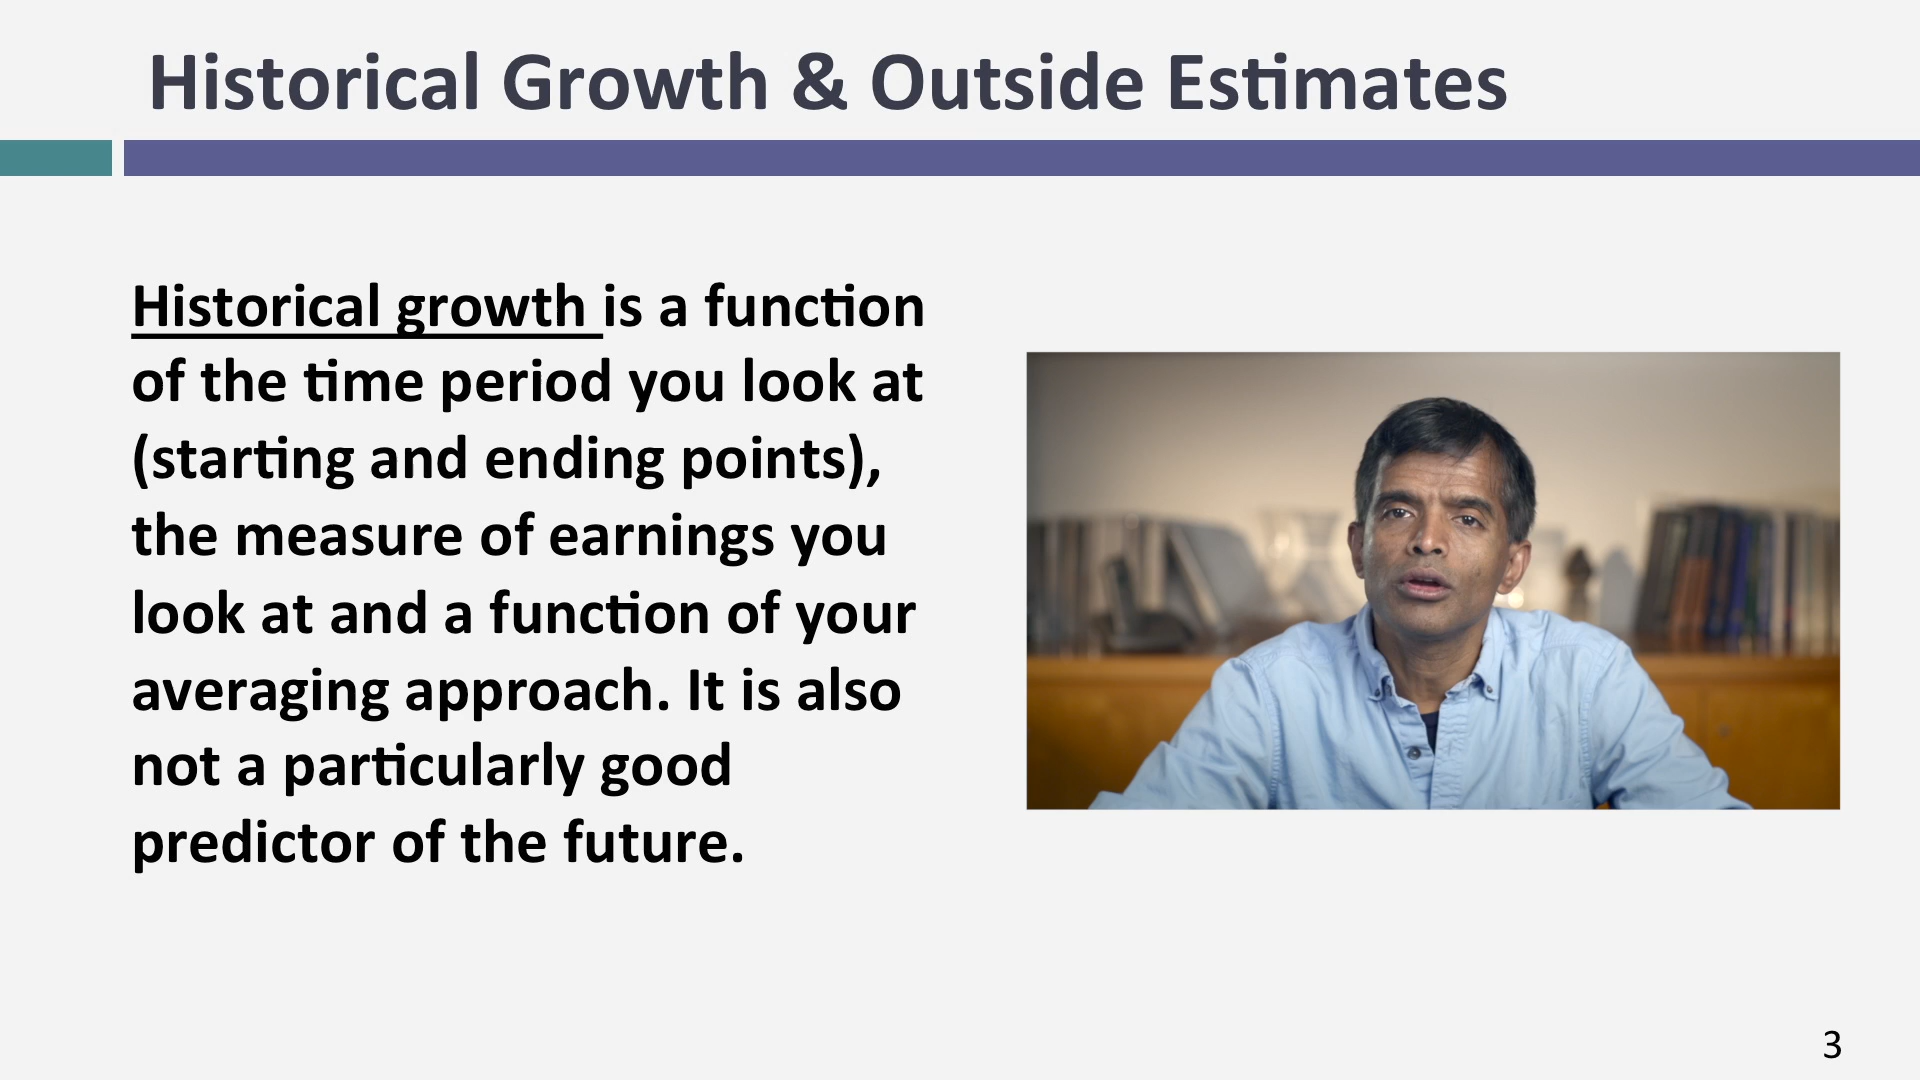 Historical Growth & Outside Estimates
Historical growth is a function
of the time period you look at
(starting and ending points),
the measure of earnings you
look at and a function of your
averaging approach. It is also
not a particularly good
predictor of the future.
3